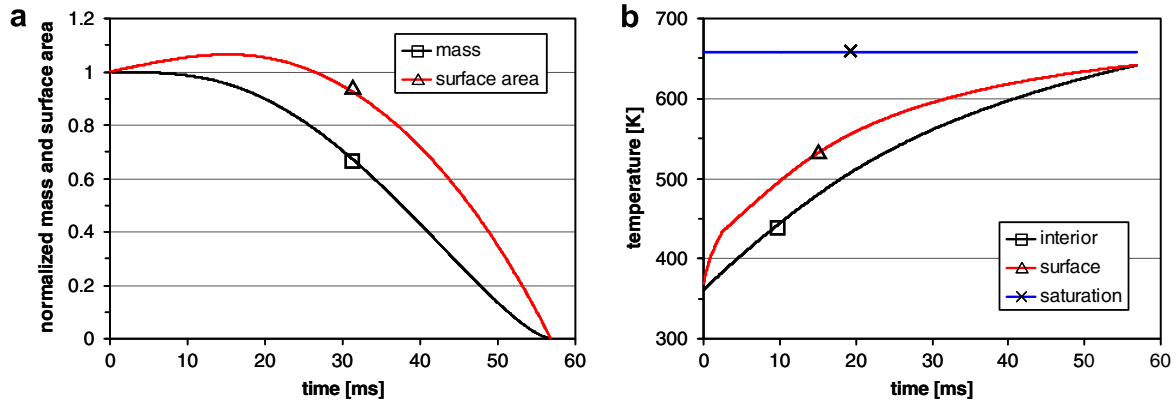 a
normalized mass and surface area
1.2
1
0.8
0.6
0.4
0.2
0
0 10 20 30 40 50 60
time [ms]
mass
surface area
b
temperature [K]
700
600
500
400
300
0 10 20 30 40 50 60
time [ms]
interior
surface
saturation